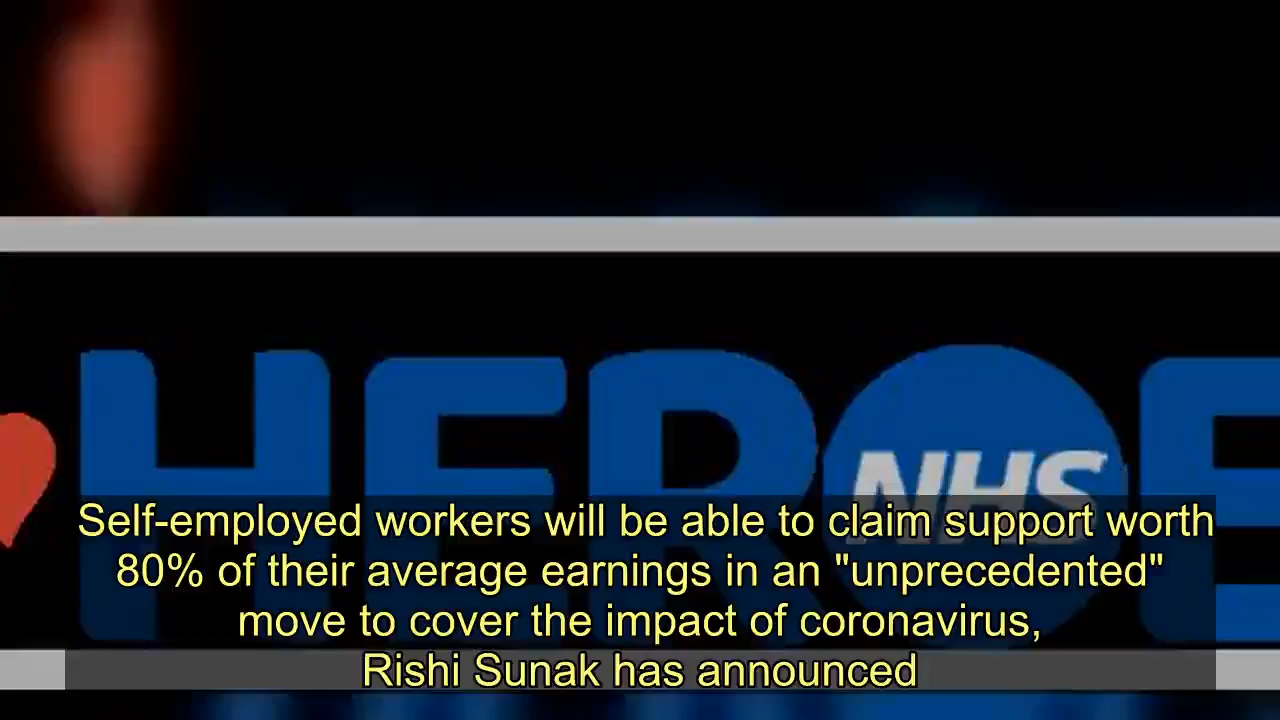 HEROE
NHS
Self-employed workers will be able to claim support worth
80% of their average earnings in an "unprecedented"
move to cover the impact of coronavirus,
Rishi Sunak has announced